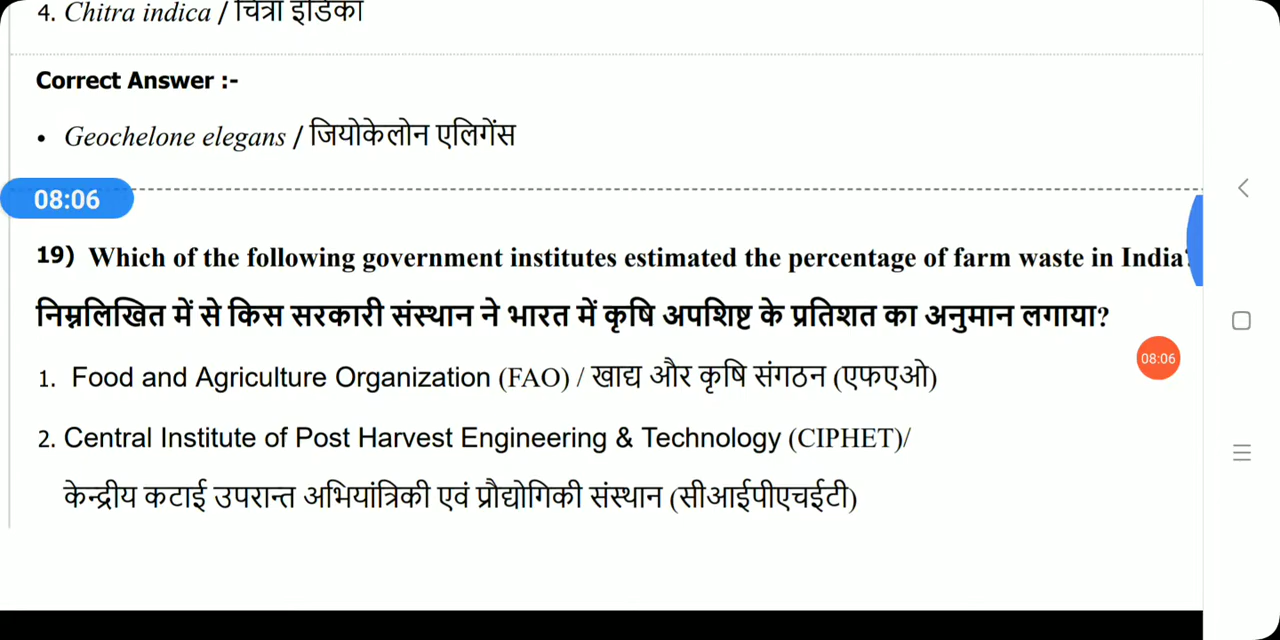 4. Chitra indica / चित्रा इंडिका
Correct Answer :-
• Geochelone elegans / जियोकेलोन एलिगेंस
08:06
19) Which of the following government institutes estimated the percentage of farm waste in India?
निम्नलिखित में से किस सरकारी संस्थान ने भारत में कृषि अपशिष्ट के प्रतिशत का अनुमान लगाया?
08:06
1. Food and Agriculture Organization (FAO) / खाद्य और कृषि संगठन (एफएओ)
2. Central Institute of Post Harvest Engineering & Technology (CIPHET)/
केन्द्रीय कटाई उपरान्त अभियांत्रिकी एवं प्रौद्योगिकी संस्थान (सीआईपीएचईटी)